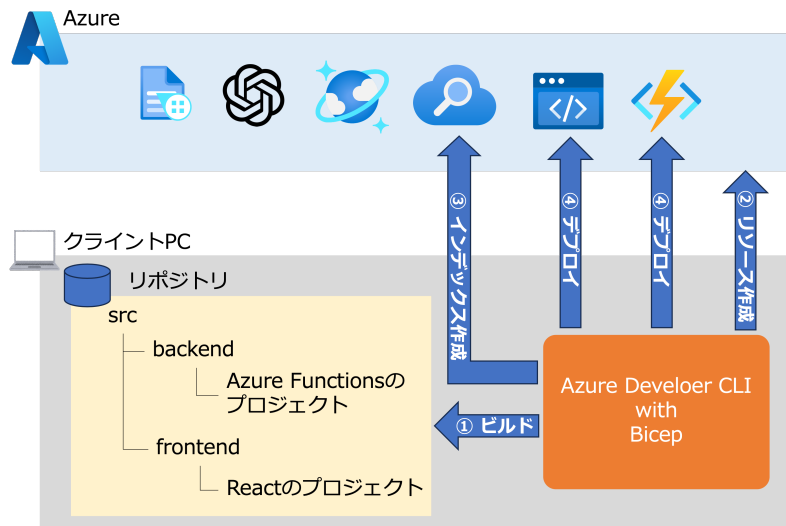 Azure
③ インデックス作成
④ デプロイ
④ デプロイ
② リソース作成
クライントPC
リポジトリ
src
backend
Azure Functionsの
プロジェクト
frontend
Reactのプロジェクト
① ビルド
Azure Develoer CLI
with
Bicep